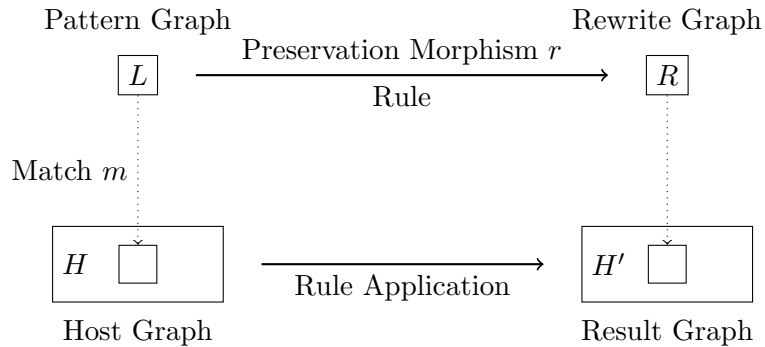 Pattern Graph
Rewrite Graph
Preservation Morphism r
L
R
Rule
Match m
H
H′
Rule Application
Host Graph
Result Graph